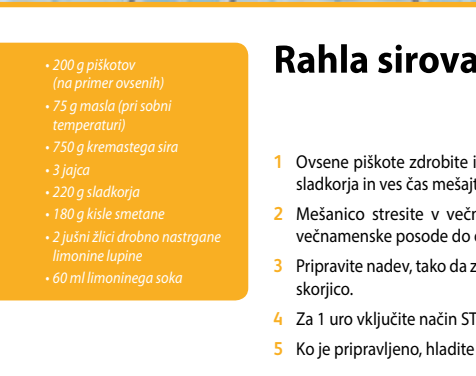 • 200 g piškotov
(na primer ovsenih)
• 75 g masla (pri sobni
temperaturi)
• 750 g kremastega sira
• 3 jajca
• 220 g sladkorja
• 180 g kisle smetane
• 2 jušni žlici drobno nastrgane
limonine lupine
• 60 ml limoninega soka
Rahla sirova
1 Ovsene piškote zdrobite
sladkorja in ves čas mešajt
2 Mešanico stresite v večn
večnamenske posode do
3 Pripravite nadev, tako da
skorjico.
4 Za 1 uro vključite način ST
5 Ko je pripravljeno, hladite